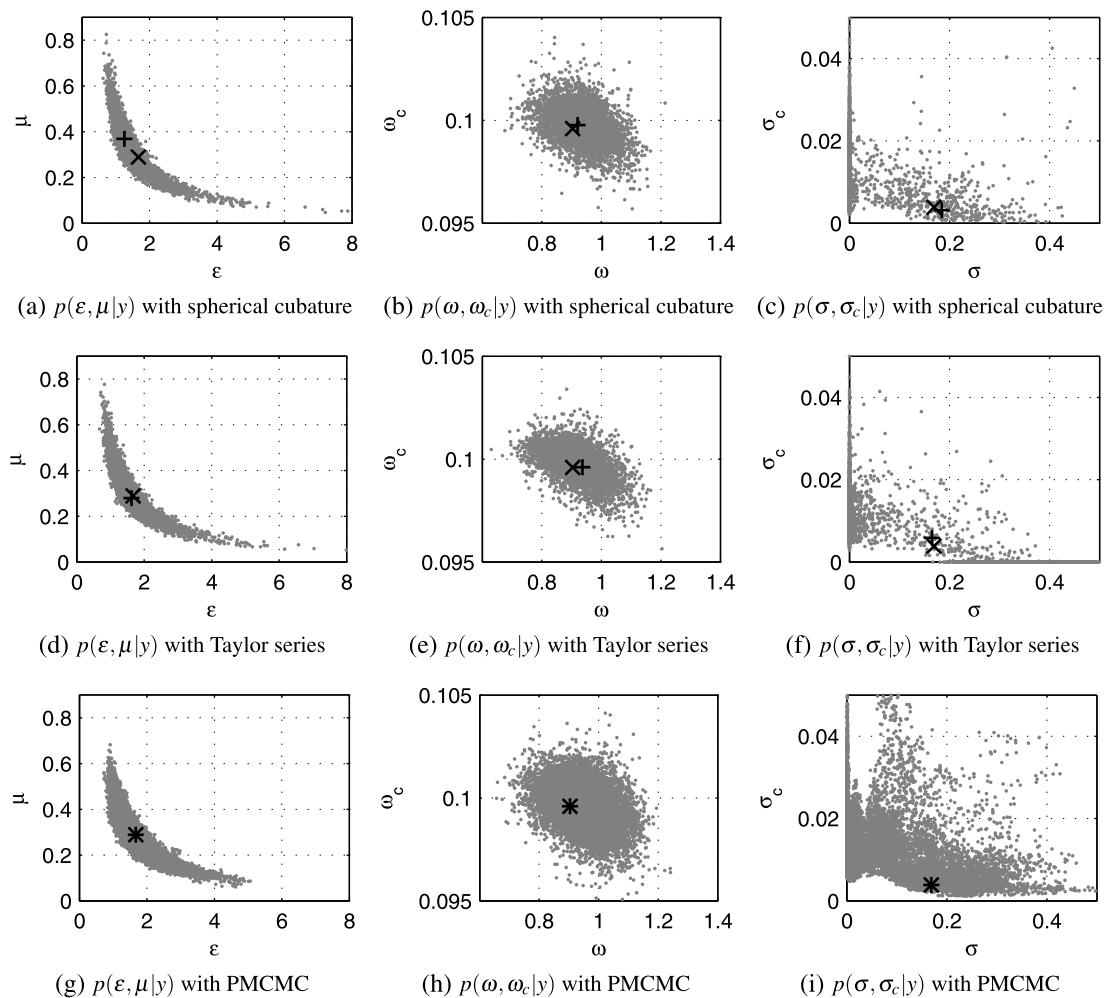 0.8
0.6
0.4
0.2
0
μ
0 2 4 6 8
ε
(a) p(ε, μ|y) with spherical cubature
0.105
0.1
0.095
ω_c
0.8 1 1.2 1.4
ω
(b) p(ω, ω_c|y) with spherical cubature
0.04
0.02
0
σ_c
0 0.2 0.4
σ
(c) p(σ, σ_c|y) with spherical cubature
0.8
0.6
0.4
0.2
0
μ
0 2 4 6 8
ε
(d) p(ε, μ|y) with Taylor series
0.105
0.1
0.095
ω_c
0.8 1 1.2 1.4
ω
(e) p(ω, ω_c|y) with Taylor series
0.04
0.02
0
σ_c
0 0.2 0.4
σ
(f) p(σ, σ_c|y) with Taylor series
0.8
0.6
0.4
0.2
0
μ
0 2 4 6 8
ε
(g) p(ε, μ|y) with PMCMC
0.105
0.1
0.095
ω_c
0.8 1 1.2 1.4
ω
(h) p(ω, ω_c|y) with PMCMC
0.04
0.02
0
σ_c
0 0.2 0.4
σ
(i) p(σ, σ_c|y) with PMCMC